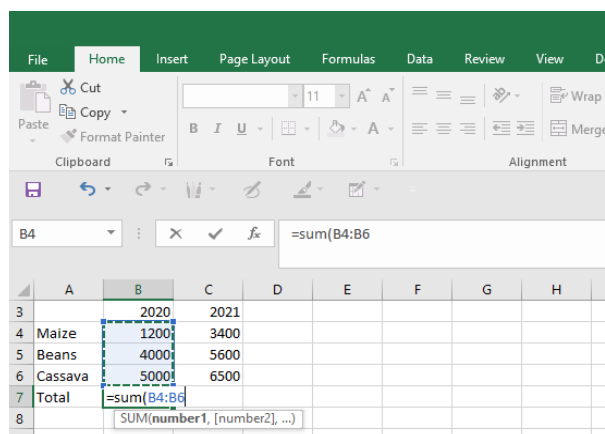 File Home Insert Page Layout Formulas Data Review View D
Cut 11 A A Wrap
Paste Copy
Format Painter B I U A Merge
Clipboard Font Alignment
B4 fx =sum(B4:B6
A B C D E F G H
3 2020 2021
4 Maize 1200 3400
5 Beans 4000 5600
6 Cassava 5000 6500
7 Total =sum(B4:B6
8 SUM(number1, [number2], ...)